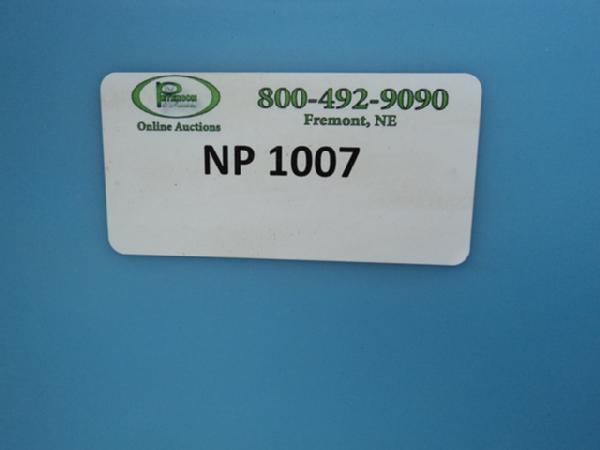 800-492-9090
Fremont, NE
Online Auctions
NP 1007